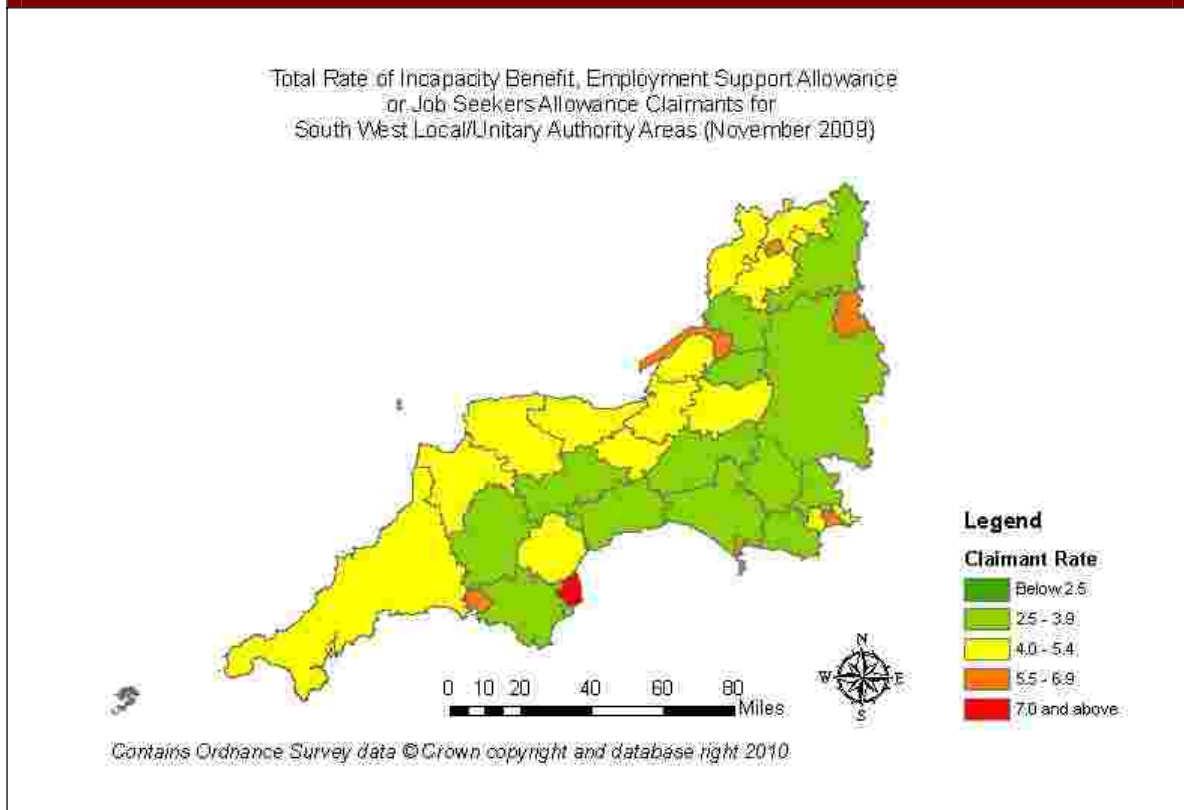 Total Rate of Incapacity Benefit, Employment Support Allowance
or Job Seekers Allowance Claimants for
South West Local/Unitary Authority Areas (November 2009)
Legend
Claimant Rate
Below 2.5
2.5 - 3.9
4.0 - 5.4
5.5 - 6.9
7.0 and above
N
W E
S
0 10 20 40 60 80
Miles
Contains Ordnance Survey data © Crown copyright and database right 2010